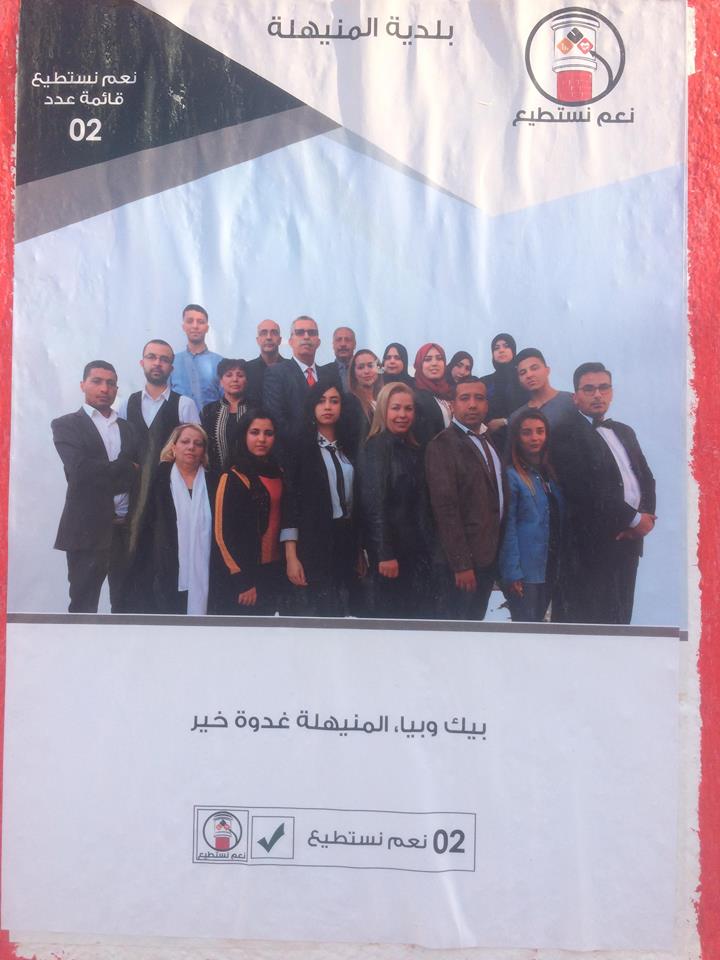 بلدية المنيهلة
نعم نستطيع
نعم نستطيع
قائمة عدد
02
بيك وبيا، المنيهلة غدوة خير
02 نعم نستطيع
نعم نستطيع